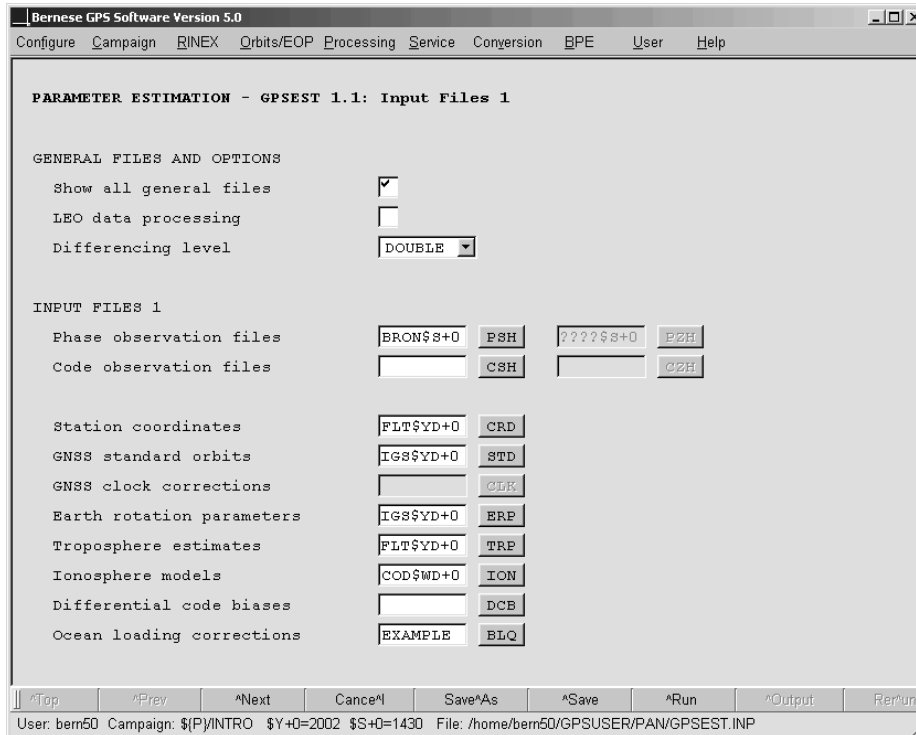 Bernese GPS Software Version 5.0
Configure Campaign RINEX Orbits/EOP Processing Service Conversion BPE User Help
PARAMETER ESTIMATION - GPSEST 1.1: Input Files 1
GENERAL FILES AND OPTIONS
Show all general files
LEO data processing
Differencing level DOUBLE
INPUT FILES 1
Phase observation files BRON$S+0 PSH ????$S+0 PZH
Code observation files CSH CZH
Station coordinates FLT$YD+0 CRD
GNSS standard orbits IGS$YD+0 STD
GNSS clock corrections CLK
Earth rotation parameters IGS$YD+0 ERP
Troposphere estimates FLT$YD+0 TRP
Ionosphere models COD$WD+0 ION
Differential code biases DCB
Ocean loading corrections EXAMPLE BLQ
^Top ^Prev ^Next Cance^l Save^As ^Save ^Run ^Output Rer^un
User: bern50 Campaign: ${P}/INTRO $Y+0=2002 $S+0=1430 File: /home/bern50/GPSUSER/PAN/GPSEST.INP